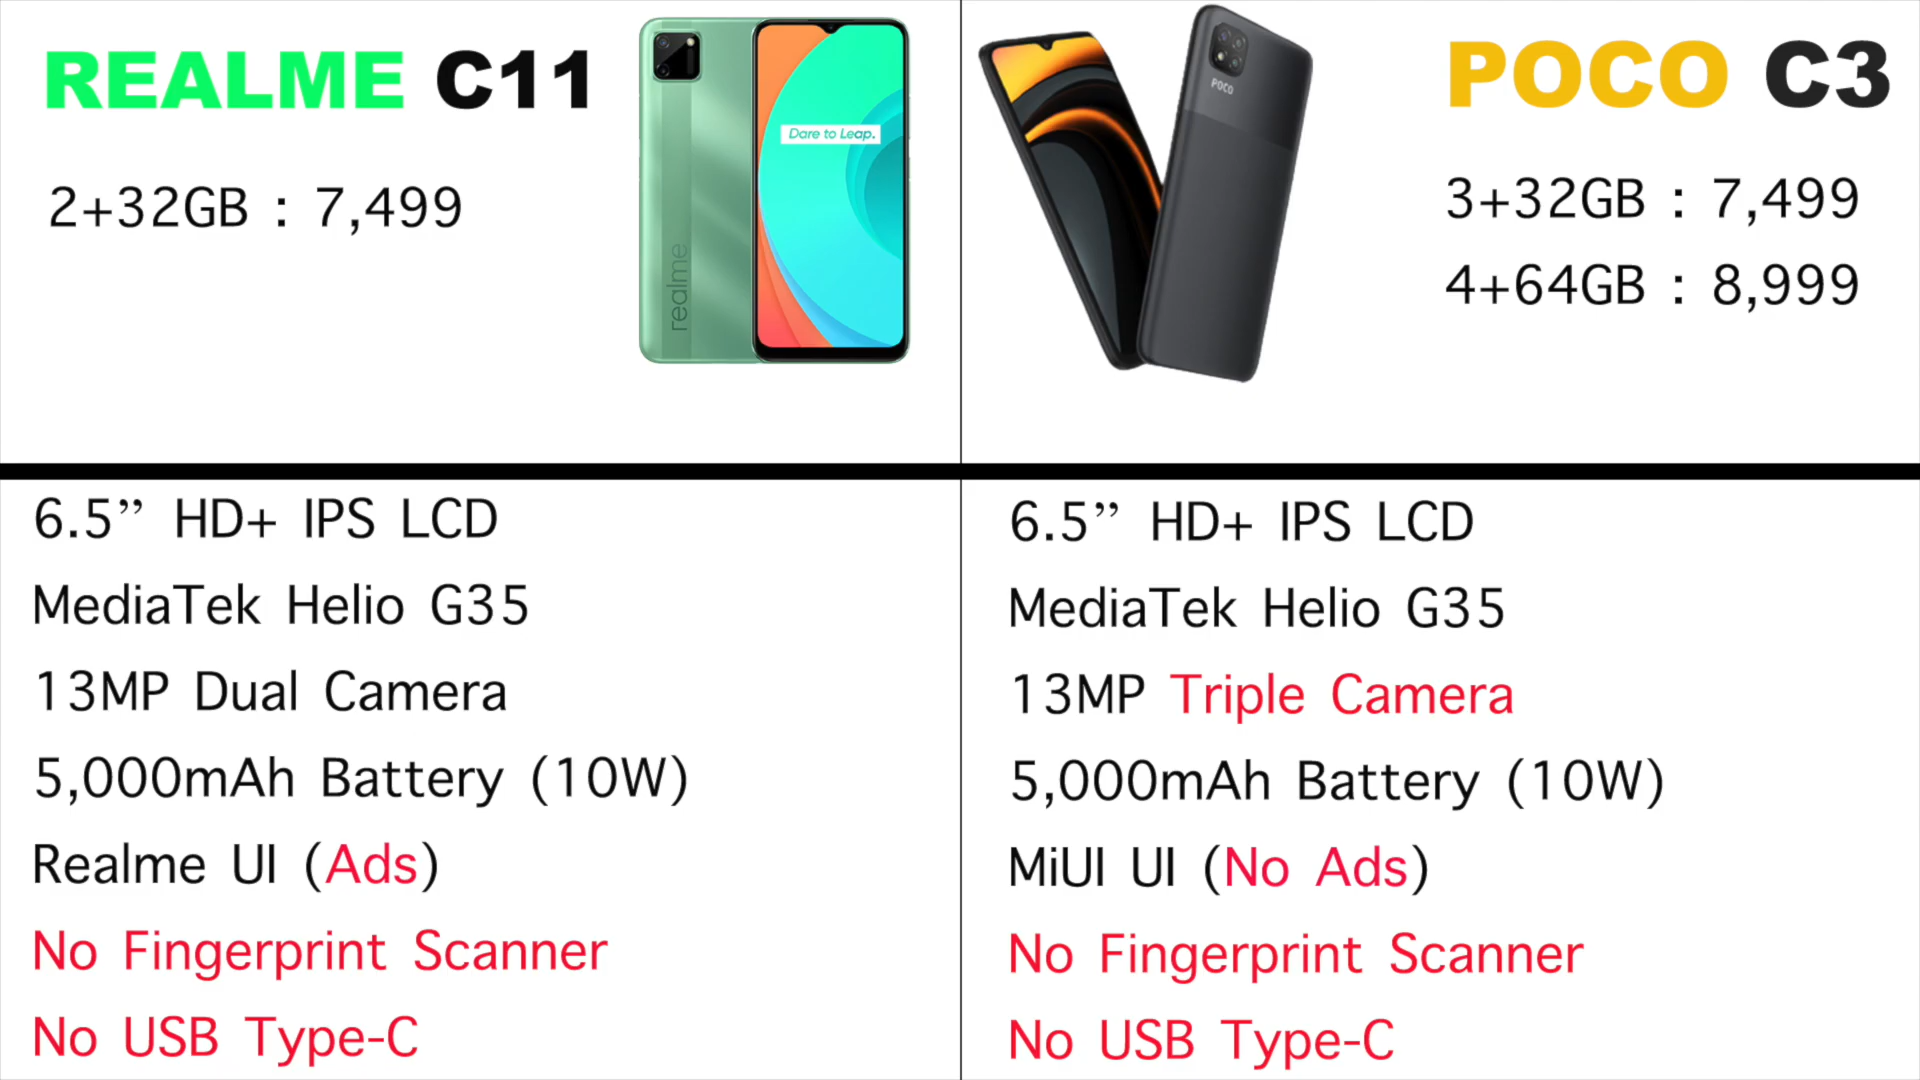 REALME C11
2+32GB : 7,499
realme
Dare to Leap.
POCO
POCO C3
3+32GB : 7,499
4+64GB : 8,999
6.5” HD+ IPS LCD
MediaTek Helio G35
13MP Dual Camera
5,000mAh Battery (10W)
Realme UI (Ads)
No Fingerprint Scanner
No USB Type-C
6.5” HD+ IPS LCD
MediaTek Helio G35
13MP Triple Camera
5,000mAh Battery (10W)
MiUI UI (No Ads)
No Fingerprint Scanner
No USB Type-C